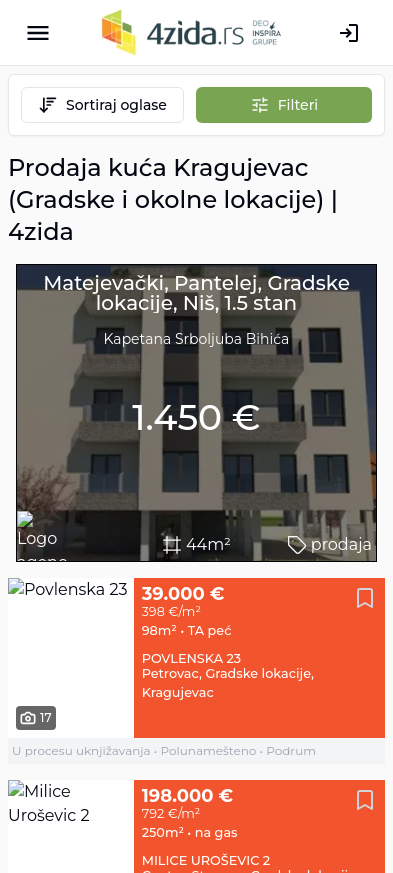 4zida.rs
DEO
INSPIRA
GRUPE
Sortiraj oglase
Filteri
Prodaja kuća Kragujevac
(Gradske i okolne lokacije) |
4zida
Matejevački, Pantelej, Gradske
lokacije, Niš, 1.5 stan
Kapetana Srboljuba Bihića
1.450 €
Logo
44m²
prodaja
Povlenska 23
39.000 €
398 €/m²
98m² • TA peć
POVLENSKA 23
Petrovac, Gradske lokacije,
Kragujevac
17
U procesu uknjižavanja • Polunamešteno • Podrum
Milice
Uroševic 2
198.000 €
792 €/m²
250m² • na gas
MILICE UROŠEVIC 2